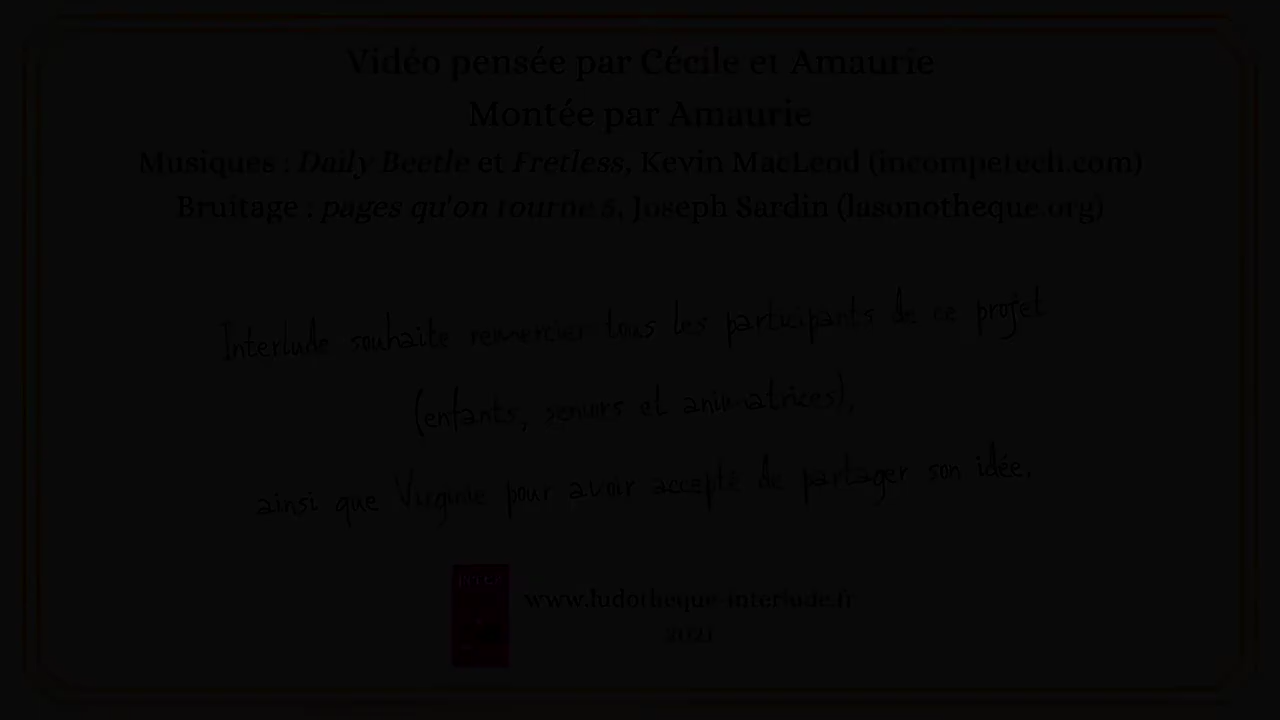 Vidéo pensée par Cécile et Amaurie
Montée par Amaurie
Musiques : Daily Beetle et Fretless, Kevin MacLeod (incompetech.com)
Bruitage : pages qu'on tourne 5, Joseph Sardin (lasonotheque.org)
Interlude souhaite remercier tous les participants de ce projet
(enfants, seniors et animatrices),
ainsi que Virginie pour avoir accepté de partager son idée.
www.ludotheque-interlude.fr
2021